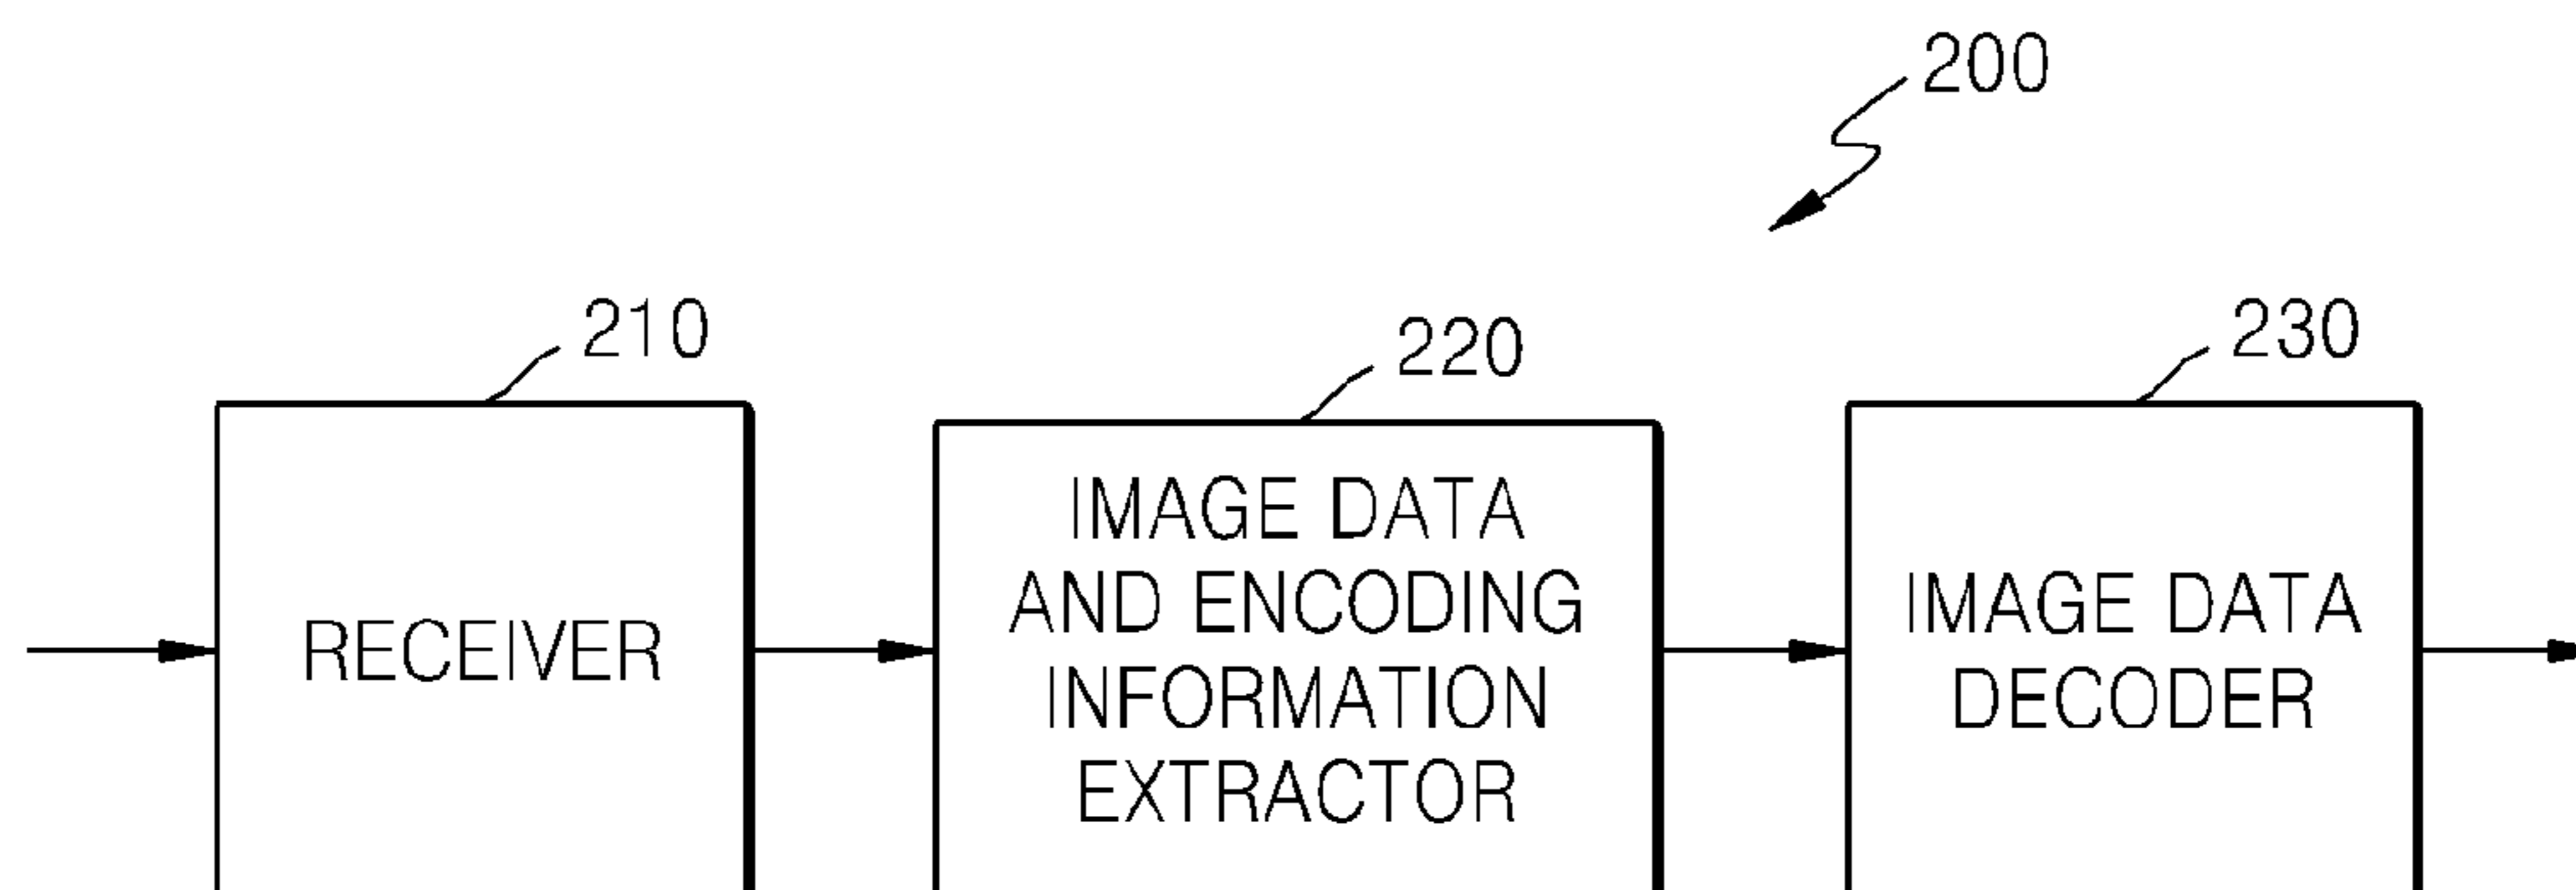 200
210
220
230
RECEIVER
IMAGE DATA
AND ENCODING
INFORMATION
EXTRACTOR
IMAGE DATA
DECODER